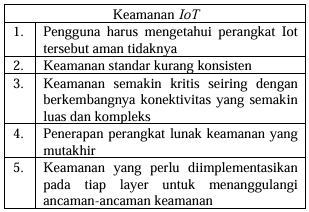 Keamanan IoT
1. Pengguna harus mengetahui perangkat Iot
tersebut aman tidaknya
2. Keamanan standar kurang konsisten
3. Keamanan semakin kritis seiring dengan
berkembangnya konektivitas yang semakin
luas dan kompleks
4. Penerapan perangkat lunak keamanan yang
mutakhir
5. Keamanan yang perlu diimplementasikan
pada tiap layer untuk menanggulangi
ancaman-ancaman keamanan